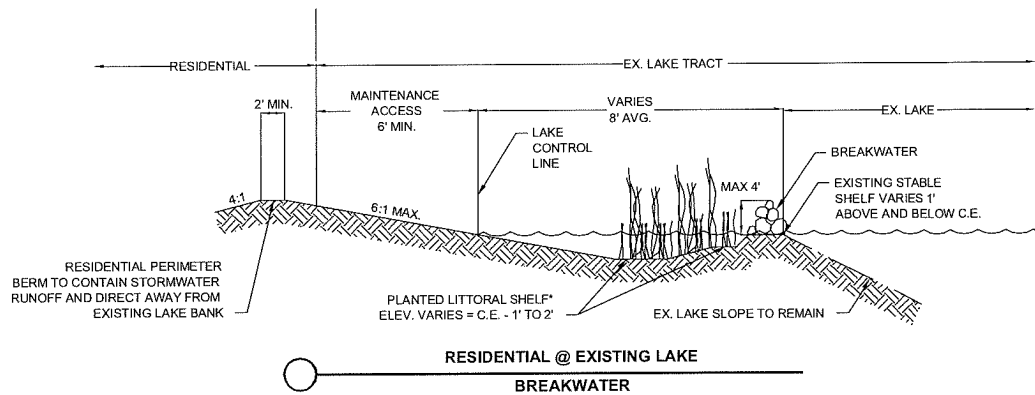 RESIDENTIAL
EX. LAKE TRACT
2' MIN.
MAINTENANCE
ACCESS
6' MIN.
VARIES
8' AVG.
EX. LAKE
LAKE
CONTROL
LINE
BREAKWATER
MAX 4'
EXISTING STABLE
SHELF VARIES 1'
ABOVE AND BELOW C.E.
4:1
6:1 MAX.
RESIDENTIAL PERIMETER
BERM TO CONTAIN STORMWATER
RUNOFF AND DIRECT AWAY FROM
EXISTING LAKE BANK
PLANTED LITTORAL SHELF*
ELEV. VARIES = C.E. - 1' TO 2'
EX. LAKE SLOPE TO REMAIN
RESIDENTIAL @ EXISTING LAKE
BREAKWATER